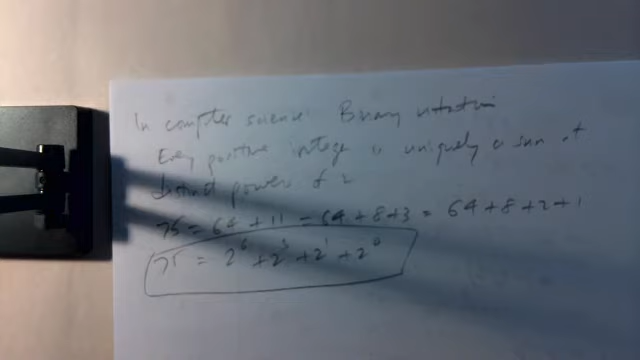 In computer science: Binary notation
Every positive integer is uniquely a sum of
distinct powers of 2
75 = 64 + 11 = 64 + 8 + 3 = 64 + 8 + 2 + 1
75 = 2⁶ + 2³ + 2¹ + 2⁰